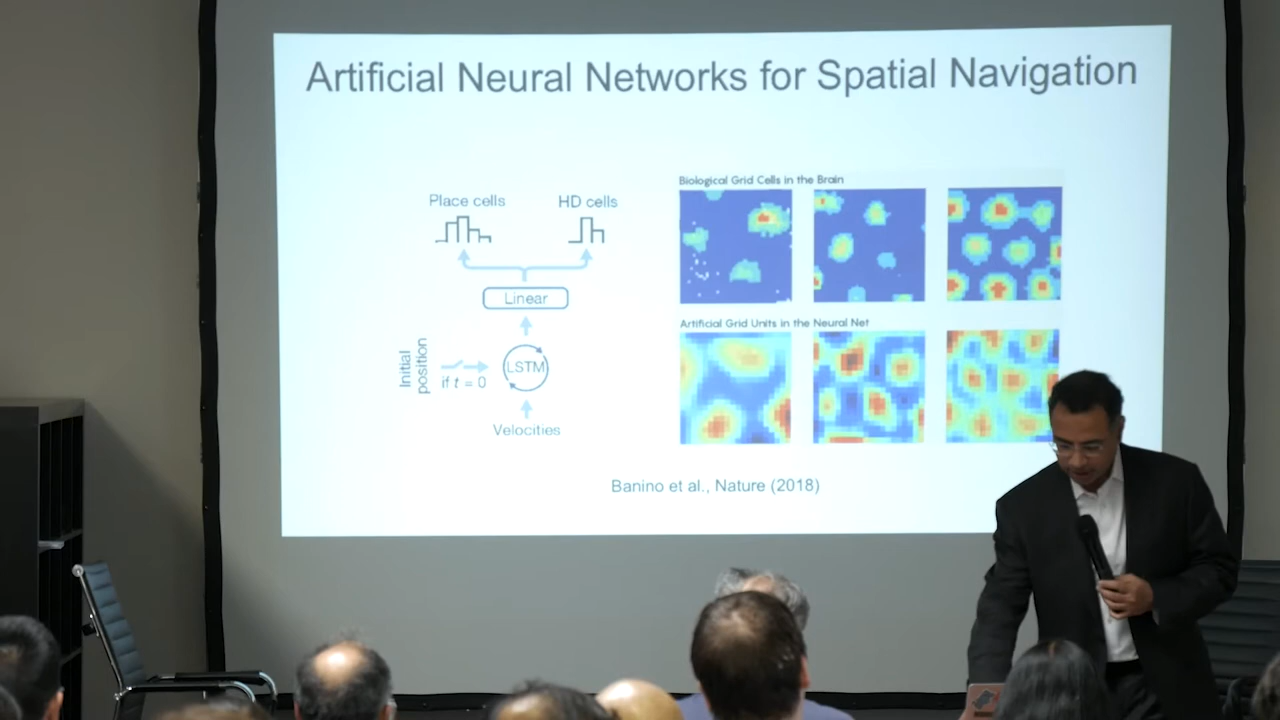 Artificial Neural Networks for Spatial Navigation
Place cells
HD cells
Linear
Initial position
if t = 0
LSTM
Velocities
Biological Grid Cells in the Brain
Artificial Grid Units in the Neural Net
Banino et al., Nature (2018)